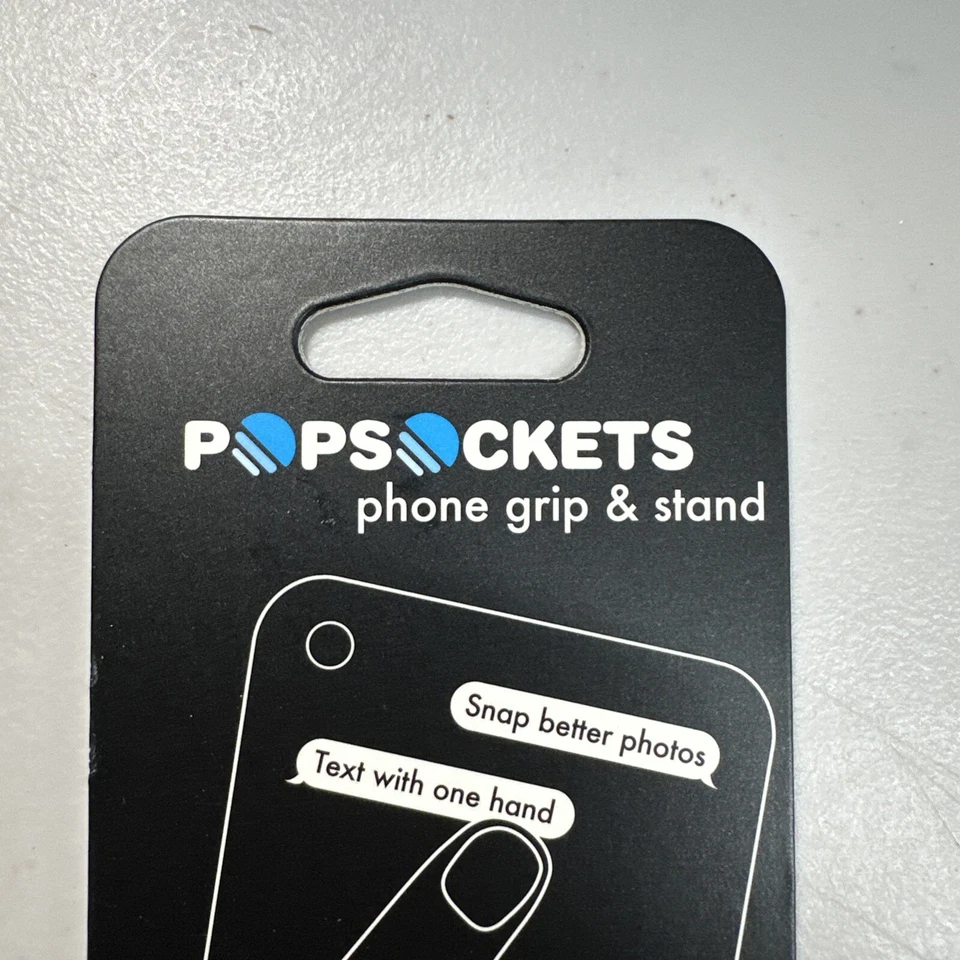 POPSOCKETS
phone grip & stand
Snap better photos
Text with one hand